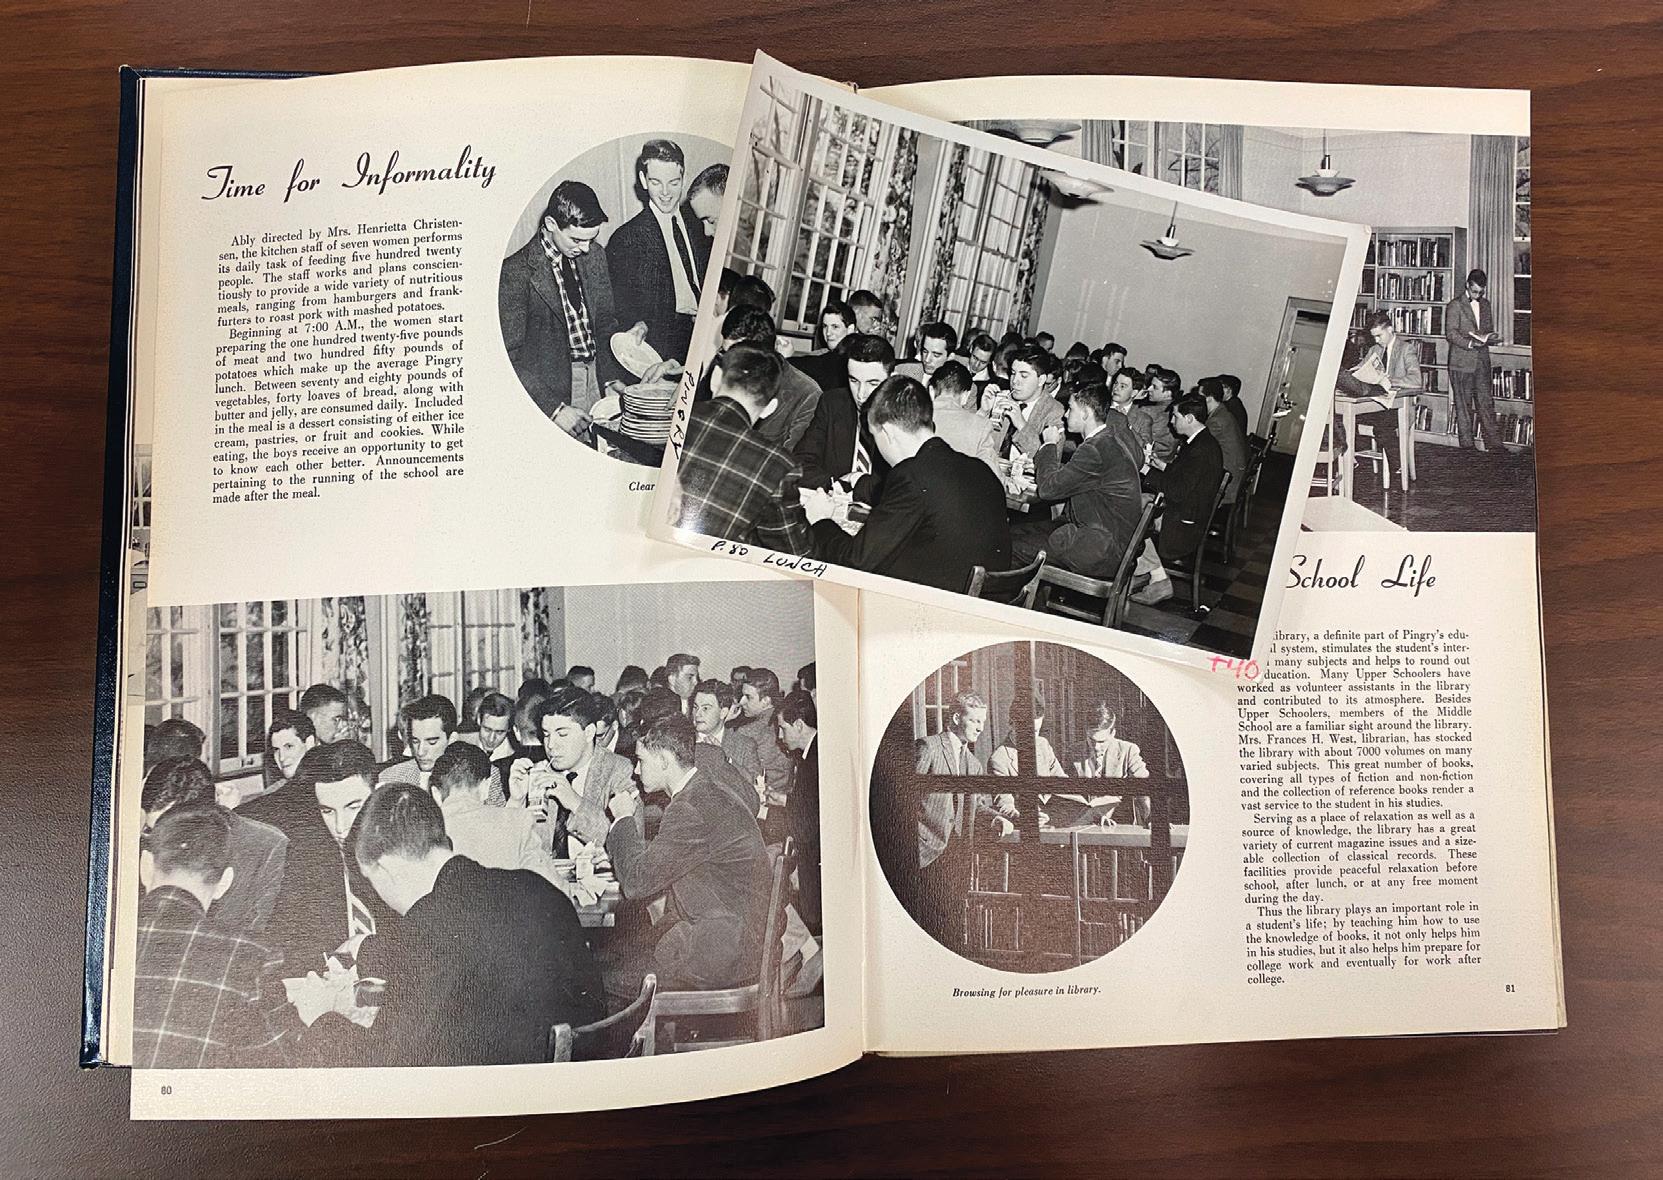 Time for Informality
Ably directed by Mrs. Henrietta Christen-
sen, the kitchen staff of seven women performs
its daily task of feeding five hundred twenty
people. The staff works and plans conscien-
tiously to provide a wide variety of nutritious
meals, ranging from hamburgers and frank-
furters to roast pork with mashed potatoes.
Beginning at 7:00 A.M., the women start
preparing the one hundred twenty-five pounds
of meat and two hundred fifty pounds of
potatoes which make up the average Pingry
lunch. Between seventy and eighty pounds of
vegetables, forty loaves of bread, along with
butter and jelly, are consumed daily. Included
in the meal is a dessert consisting of either ice
cream, pastries, or fruit and cookies. While
eating, the boys receive an opportunity to get
to know each other better. Announcements
pertaining to the running of the school are
made after the meal.
Clear
PINGRY
P. 80 LUNCH
+40
80
School Life
ibrary, a definite part of Pingry's edu-
l system, stimulates the student's inter-
many subjects and helps to round out
ducation. Many Upper Schoolers have
worked as volunteer assistants in the library
and contributed to its atmosphere. Besides
Upper Schoolers, members of the Middle
School are a familiar sight around the library.
Mrs. Frances H. West, librarian, has stocked
the library with about 7000 volumes on many
varied subjects. This great number of books,
covering all types of fiction and non-fiction
and the collection of reference books render a
vast service to the student in his studies.
Serving as a place of relaxation as well as a
source of knowledge, the library has a great
variety of current magazine issues and a size-
able collection of classical records. These
facilities provide peaceful relaxation before
school, after lunch, or at any free moment
during the day.
Thus the library plays an important role in
a student's life; by teaching him how to use
the knowledge of books, it not only helps him
in his studies, but it also helps him prepare for
college work and eventually for work after
college.
Browsing for pleasure in library.
81